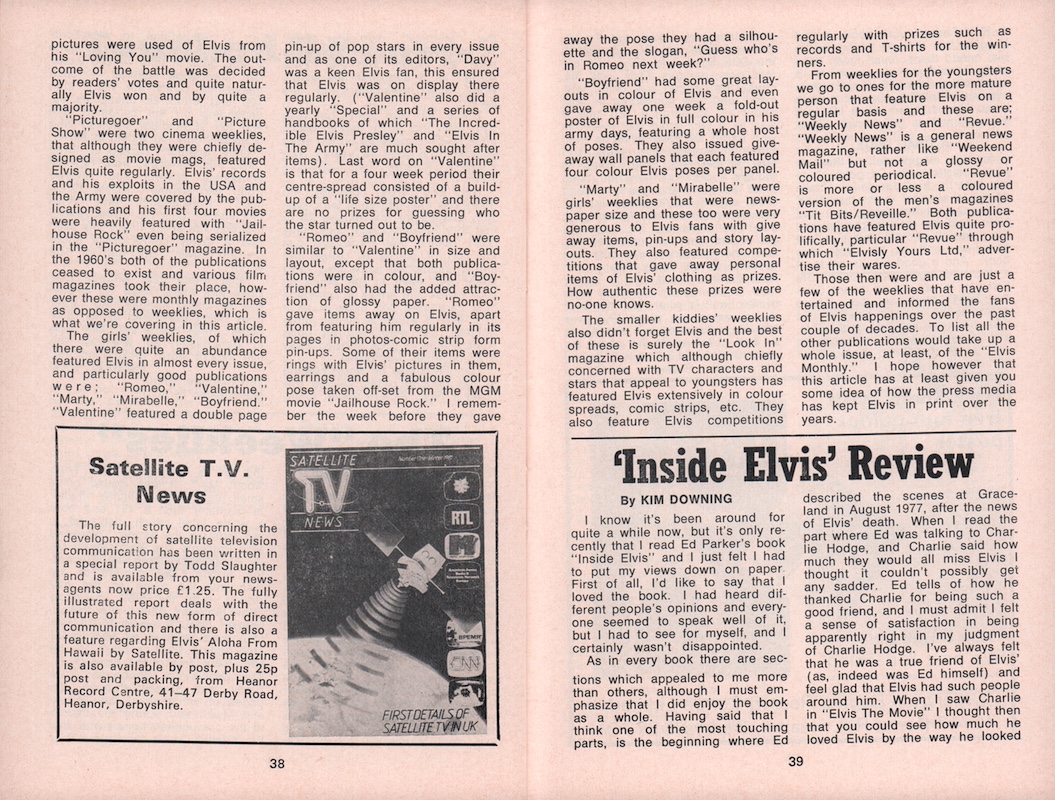 pictures were used of Elvis from
his "Loving You" movie. The out-
come of the battle was decided
by readers' votes and quite natur-
ally Elvis won and by quite a
majority.
"Picturegoer" and "Picture
Show" were two cinema weeklies,
that although they were chiefly de-
signed as movie mags, featured
Elvis quite regularly. Elvis' records
and his exploits in the USA and
the Army were covered by the pub-
lications and his first four movies
were heavily featured with "Jail-
house Rock" even being serialized
in the "Picturegoer" magazine. In
the 1960's both of the publications
ceased to exist and various film
magazines took their place, how-
ever these were monthly magazines
as opposed to weeklies, which is
what we're covering in this article.
The girls' weeklies, of which
there were quite an abundance
featured Elvis in almost every issue,
and particularly good publications
were; "Romeo," "Valentine,"
"Marty," "Mirabelle," "Boyfriend."
"Valentine" featured a double page
pin-up of pop stars in every issue
and as one of its editors, "Davy"
was a keen Elvis fan, this ensured
that Elvis was on display there
regularly. ("Valentine" also did a
yearly "Special" and a series of
handbooks of which "The Incred-
ible Elvis Presley" and "Elvis In
The Army" are much sought after
items). Last word on "Valentine"
is that for a four week period their
centre-spread consisted of a build-
up of a "life size poster" and there
are no prizes for guessing who
the star turned out to be.
"Romeo" and "Boyfriend" were
similar to "Valentine" in size and
layout, except that both publica-
tions were in colour, and "Boy-
friend" also had the added attrac-
tion of glossy paper. "Romeo"
gave items away on Elvis, apart
from featuring him regularly in its
pages in photos-comic strip form
pin-ups. Some of their items were
rings with Elvis' pictures in them,
earrings and a fabulous colour
pose taken off-set from the MGM
movie "Jailhouse Rock." I remem-
ber the week before they gave
Satellite T.V.
News
The full story concerning the
development of satellite television
communication has been written in
a special report by Todd Slaughter
and is available from your news-
agents now price £1.25. The fully
illustrated report deals with the
future of this new form of direct
communication and there is also a
feature regarding Elvis' Aloha From
Hawaii by Satellite. This magazine
is also available by post, plus 25p
post and packing, from Heanor
Record Centre, 41–47 Derby Road,
Heanor, Derbyshire.
SATELLITE
TV
NEWS
RTL
CNN
FIRST DETAILS OF
SATELLITE TV IN UK
38
away the pose they had a silhou-
ette and the slogan, "Guess who's
in Romeo next week?"
"Boyfriend" had some great lay-
outs in colour of Elvis and even
gave away one week a fold-out
poster of Elvis in full colour in his
army days, featuring a whole host
of poses. They also issued give-
away wall panels that each featured
four colour Elvis poses per panel.
"Marty" and "Mirabelle" were
girls' weeklies that were news-
paper size and these too were very
generous to Elvis fans with give
away items, pin-ups and story lay-
outs. They also featured compe-
titions that gave away personal
items of Elvis' clothing as prizes.
How authentic these prizes were
no-one knows.
The smaller kiddies' weeklies
also didn't forget Elvis and the best
of these is surely the "Look In"
magazine which although chiefly
concerned with TV characters and
stars that appeal to youngsters has
featured Elvis extensively in colour
spreads, comic strips, etc. They
also feature Elvis competitions
regularly with prizes such as
records and T-shirts for the win-
ners.
From weeklies for the youngsters
we go to ones for the more mature
person that feature Elvis on a
regular basis and these are;
"Weekly News" and "Revue."
"Weekly News" is a general news
magazine, rather like "Weekend
Mail" but not a glossy or
coloured periodical. "Revue"
is more or less a coloured
version of the men's magazines
"Tit Bits/Reveille." Both publica-
tions have featured Elvis quite pro-
lifically, particular "Revue" through
which "Elvisly Yours Ltd," adver-
tise their wares.
Those then were and are just a
few of the weeklies that have en-
tertained and informed the fans
of Elvis happenings over the past
couple of decades. To list all the
other publications would take up a
whole issue, at least, of the "Elvis
Monthly." I hope however that
this article has at least given you
some idea of how the press media
has kept Elvis in print over the
years.
'Inside Elvis' Review
By KIM DOWNING
I know it's been around for
quite a while now, but it's only re-
cently that I read Ed Parker's book
"Inside Elvis" and I just felt I had
to put my views down on paper.
First of all, I'd like to say that I
loved the book. I had heard dif-
ferent people's opinions and every-
one seemed to speak well of it,
but I had to see for myself, and I
certainly wasn't disappointed.
As in every book there are sec-
tions which appealed to me more
than others, although I must em-
phasize that I did enjoy the book
as a whole. Having said that I
think one of the most touching
parts, is the beginning where Ed
described the scenes at Grace-
land in August 1977, after the news
of Elvis' death. When I read the
part where Ed was talking to Char-
lie Hodge, and Charlie said how
much they would all miss Elvis I
thought it couldn't possibly get
any sadder. Ed tells of how he
thanked Charlie for being such a
good friend, and I must admit I felt
a sense of satisfaction in being
apparently right in my judgment
of Charlie Hodge. I've always felt
that he was a true friend of Elvis'
(as, indeed was Ed himself) and
feel glad that Elvis had such people
around him. When I saw Charlie
in "Elvis The Movie" I thought then
that you could see how much he
loved Elvis by the way he looked
39